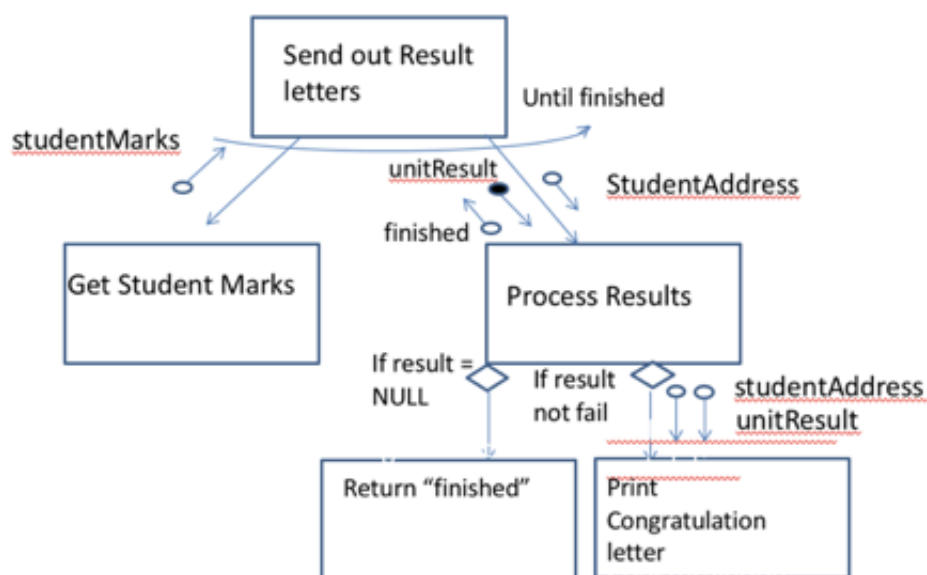 Send out Result
letters
Until finished
studentMarks
unitResult
StudentAddress
finished
Get Student Marks
Process Results
If result =
NULL
If result
not fail
studentAddress
unitResult
Return “finished”
Print
Congratulation
letter